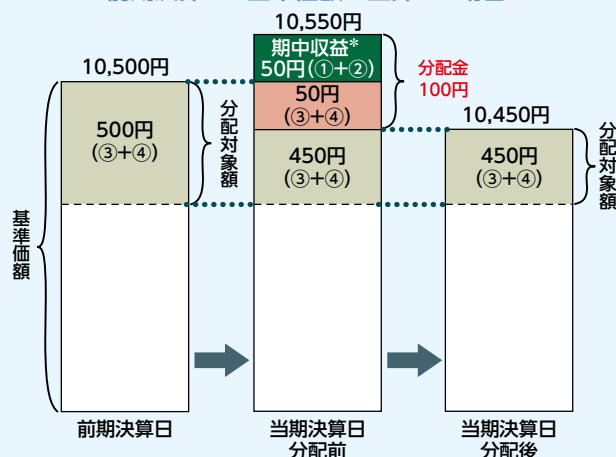 10,550円
期中収益*
50円(①+②)
分配金
100円
10,500円
50円
(③+④)
10,450円
500円
(③+④)
分配対象額
450円
(③+④)
450円
(③+④)
分配対象額
基準価額
前期決算日
当期決算日
分配前
当期決算日
分配後